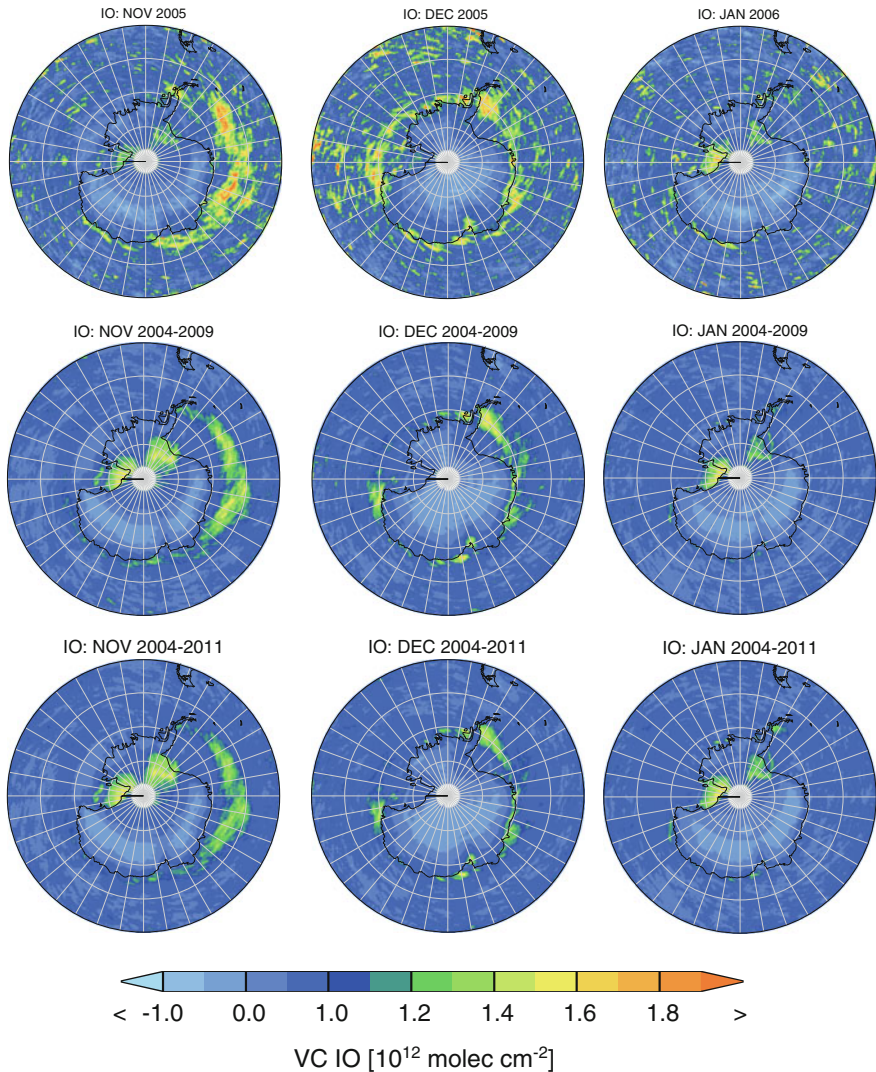 IO: NOV 2005
IO: DEC 2005
IO: JAN 2006
IO: NOV 2004-2009
IO: DEC 2004-2009
IO: JAN 2004-2009
IO: NOV 2004-2011
IO: DEC 2004-2011
IO: JAN 2004-2011
< -1.0 0.0 1.0 1.2 1.4 1.6 1.8 >
VC IO [10¹² molec cm⁻²]